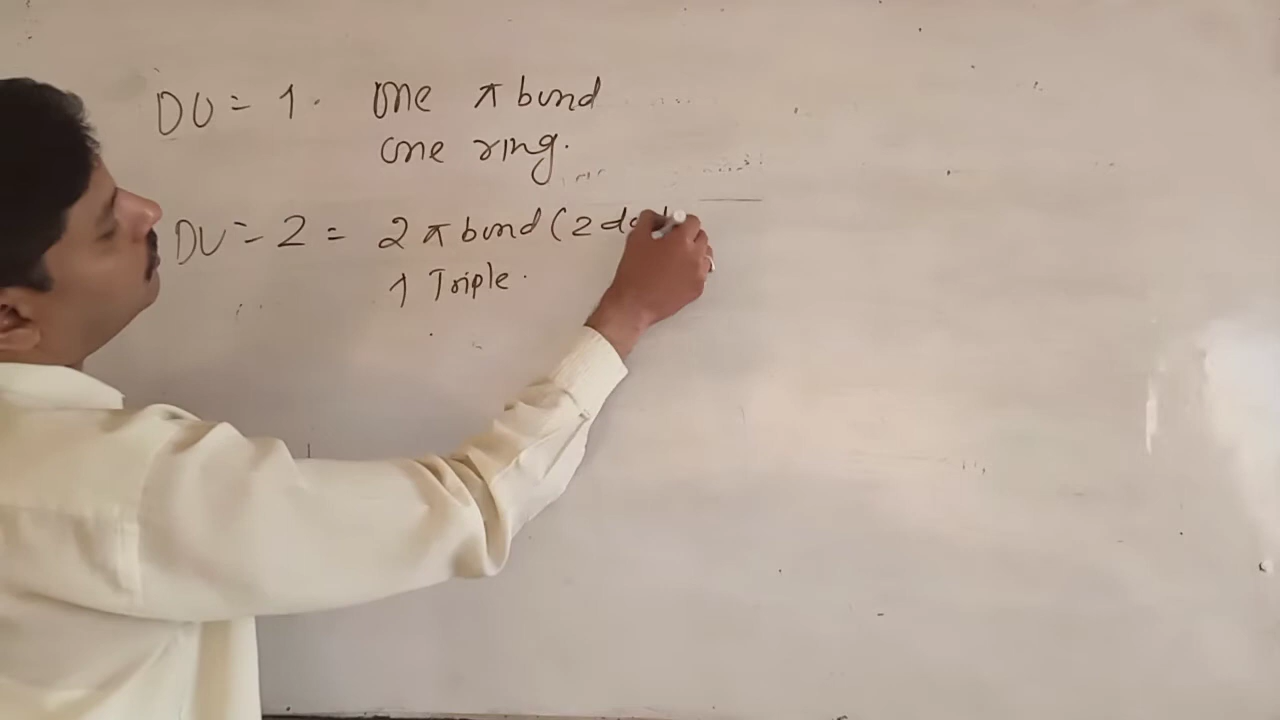 DU = 1. one π bond
one ring.
DU = 2 = 2 π bond (2
1 Triple.